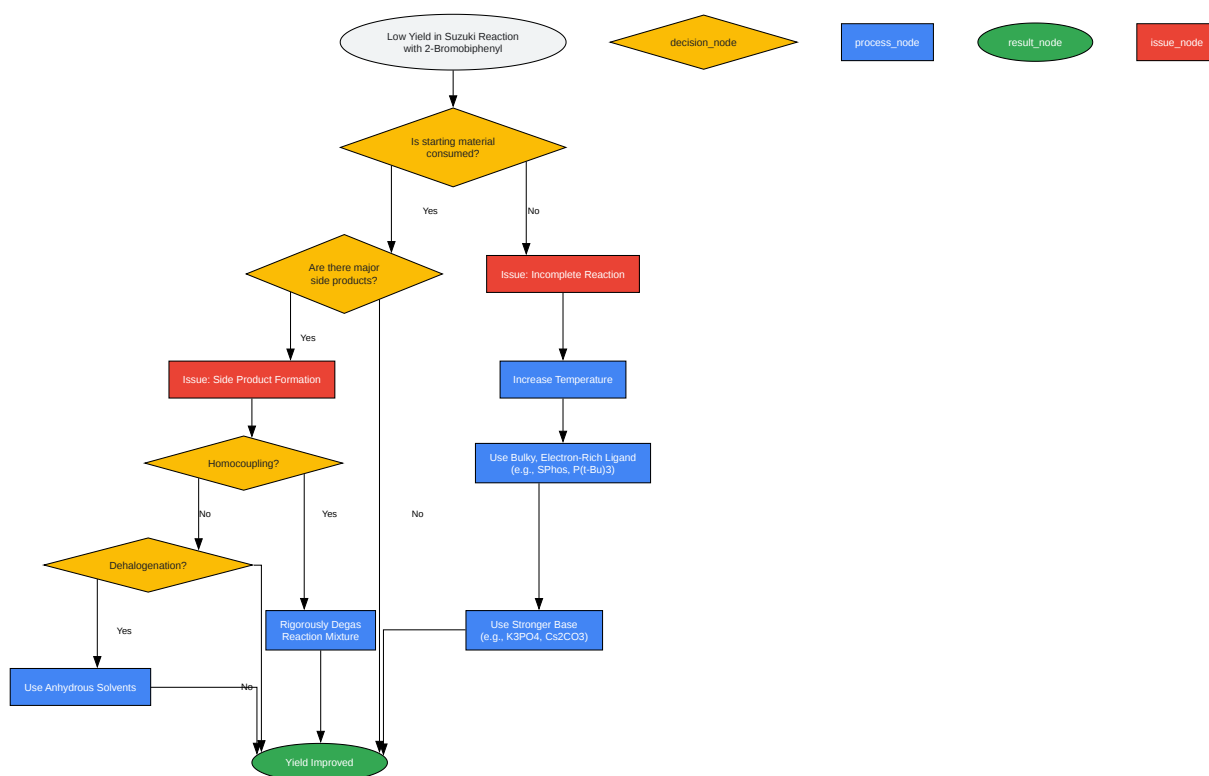 Low Yield in Suzuki Reaction
with 2-Bromobiphenyl
decision_node
process_node
result_node
issue_node
Is starting material
consumed?
Yes
No
Are there major
side products?
Issue: Incomplete Reaction
Yes
Issue: Side Product Formation
Increase Temperature
Homocoupling?
Use Bulky, Electron-Rich Ligand
(e.g., SPhos, P(t-Bu)3)
No
Yes
No
Dehalogenation?
Yes
Rigorously Degas
Reaction Mixture
Use Stronger Base
(e.g., K3PO4, Cs2CO3)
Use Anhydrous Solvents
No
Yield Improved